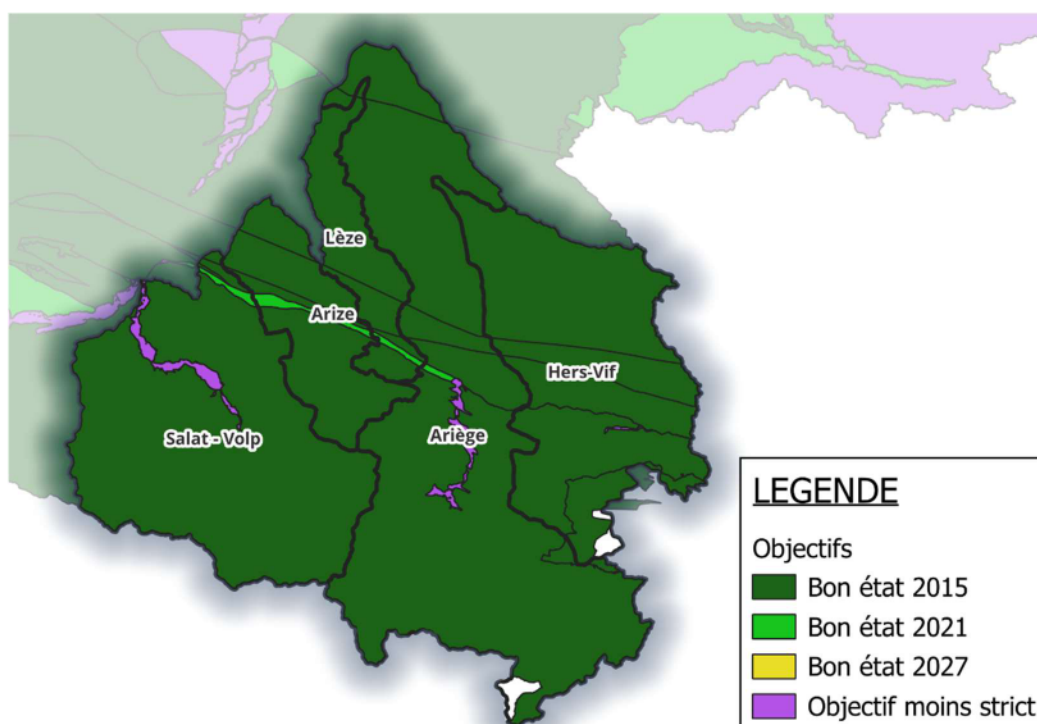 Lèze
Arize
Hers-Vif
Salat - Volp
Ariège
LEGENDE
Objectifs
Bon état 2015
Bon état 2021
Bon état 2027
Objectif moins strict